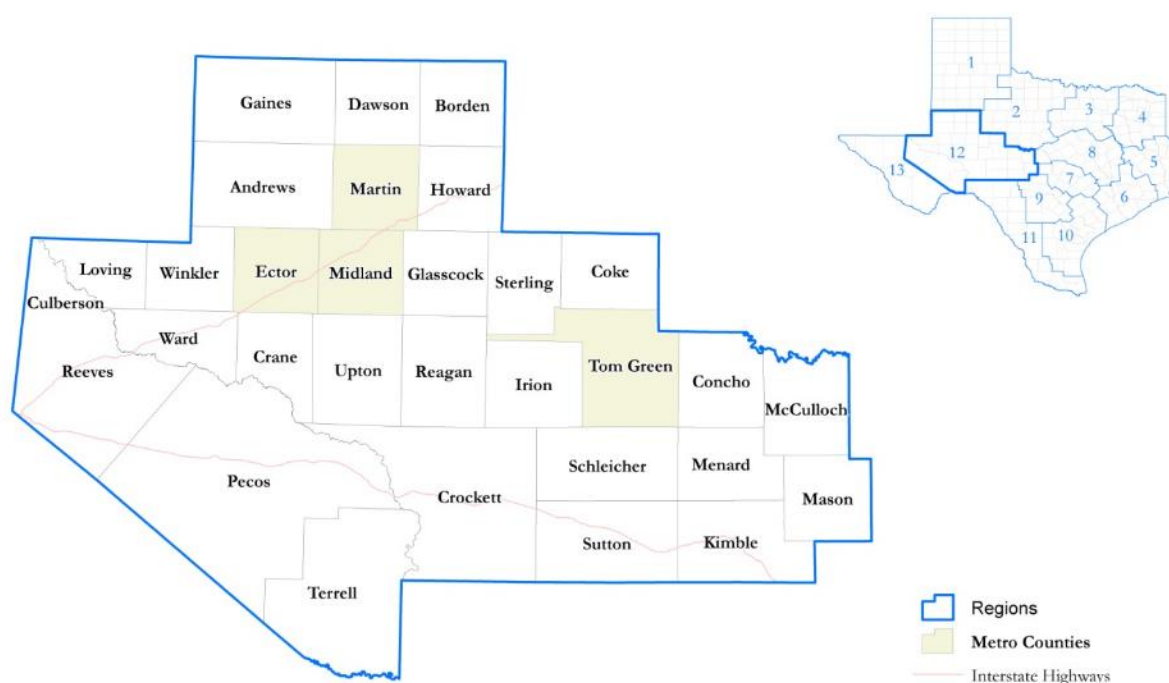 Gaines Dawson Borden
Andrews Martin Howard
Loving Winkler Ector Midland Glasscock Sterling Coke
Culberson
Ward
Reeves Crane Upton Reagan Irion Tom Green Concho
McCulloch
Pecos Crockett Schleicher Menard Mason
Sutton Kimble
Terrell
1
2 3 4
12 8 5
13 7
9 6
11 10
Regions
Metro Counties
Interstate Highways